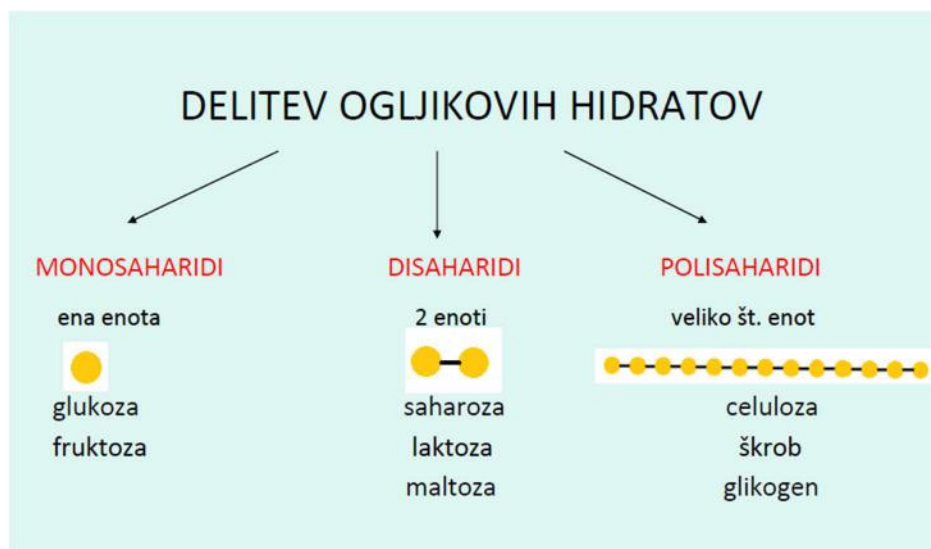 DELITEV OGLJIKOVIH HIDRATOV
MONOSAHARIDI
ena enota
glukoza
fruktoza
DISAHARIDI
2 enoti
saharoza
laktoza
maltoza
POLISAHARIDI
veliko št. enot
celuloza
škrob
glikogen